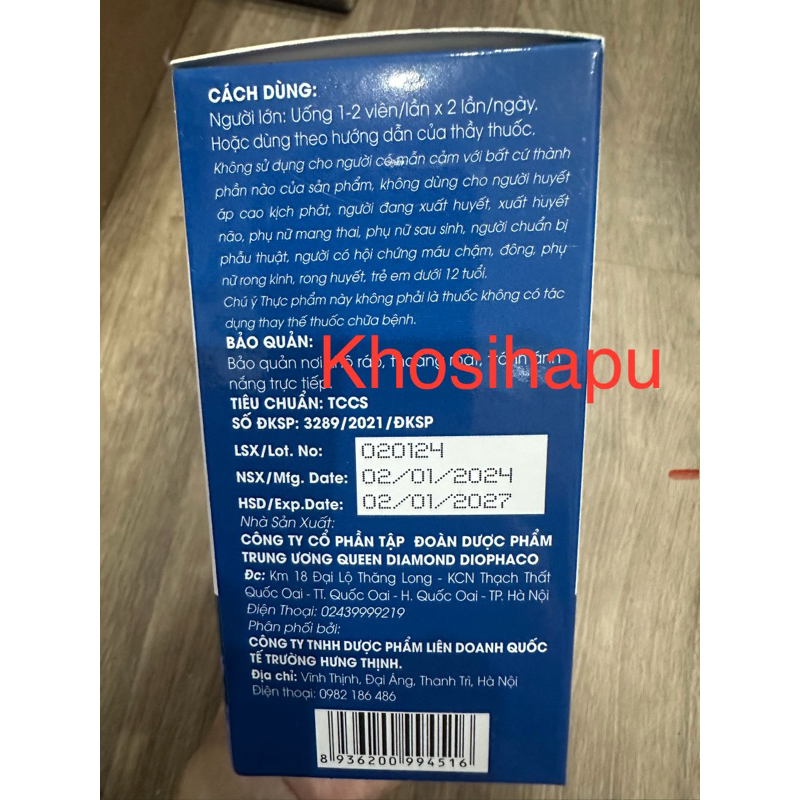 CÁCH DÙNG:
Người lớn: Uống 1-2 viên/lần x 2 lần/ngày.
Hoặc dùng theo hướng dẫn của thầy thuốc.
Không sử dụng cho người có mẫn cảm với bất cứ thành
phần nào của sản phẩm, không dùng cho người huyết
áp cao kịch phát, người đang xuất huyết, xuất huyết
não, phụ nữ mang thai, phụ nữ sau sinh, người chuẩn bị
phẫu thuật, người có hội chứng máu chậm, đông, phụ
nữ rong kinh, rong huyết, trẻ em dưới 12 tuổi.
Chú ý Thực phẩm này không phải là thuốc không có tác
dụng thay thế thuốc chữa bệnh.
BẢO QUẢN:
Bảo quản nơi khô ráo, thoáng mát, tránh ánh
nắng trực tiếp.
Khosihapu
TIÊU CHUẨN: TCCS
SỐ ĐKSP: 3289/2021/ĐKSP
LSX/Lot. No: 020124
NSX/Mfg. Date: 02/01/2024
HSD/Exp.Date: 02/01/2027
Nhà Sản Xuất:
CÔNG TY CỔ PHẦN TẬP ĐOÀN DƯỢC PHẨM
TRUNG ƯƠNG QUEEN DIAMOND DIOPHACO
Đc: Km 18 Đại Lộ Thăng Long - KCN Thạch Thất
Quốc Oai - TT. Quốc Oai - H. Quốc Oai - TP. Hà Nội
Điện Thoại: 02439999219
Phân phối bởi:
CÔNG TY TNHH DƯỢC PHẨM LIÊN DOANH QUỐC
TẾ TRƯỜNG HƯNG THỊNH.
Địa chỉ: Vĩnh Thịnh, Đại Áng, Thanh Trì, Hà Nội
Điện thoại: 0982 186 486
8 936200 994516